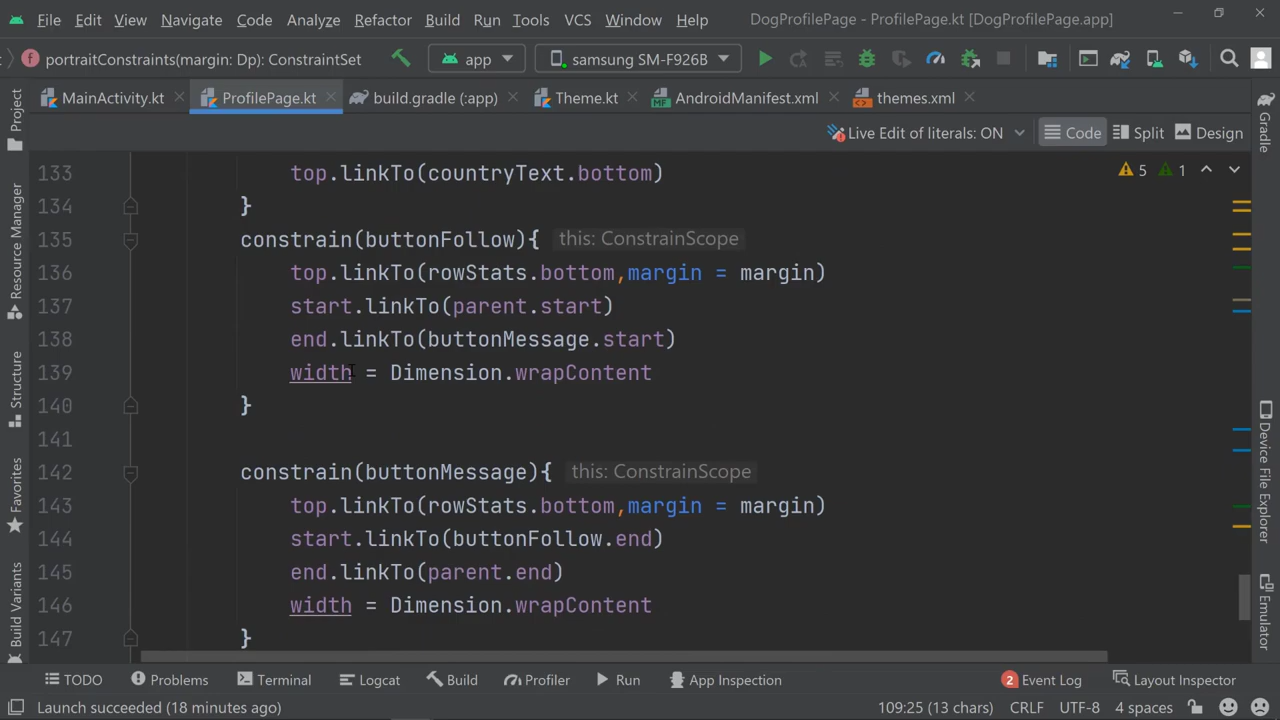 File Edit View Navigate Code Analyze Refactor Build Run Tools VCS Window Help DogProfilePage - ProfilePage.kt [DogProfilePage.app]
portraitConstraints(margin: Dp): ConstraintSet app samsung SM-F926B
MainActivity.kt ProfilePage.kt build.gradle (:app) Theme.kt AndroidManifest.xml themes.xml
Live Edit of literals: ON Code Split Design
5 1
133 top.linkTo(countryText.bottom)
134 }
135 constrain(buttonFollow){ this: ConstrainScope
136 top.linkTo(rowStats.bottom,margin = margin)
137 start.linkTo(parent.start)
138 end.linkTo(buttonMessage.start)
139 width = Dimension.wrapContent
140 }
141
142 constrain(buttonMessage){ this: ConstrainScope
143 top.linkTo(rowStats.bottom,margin = margin)
144 start.linkTo(buttonFollow.end)
145 end.linkTo(parent.end)
146 width = Dimension.wrapContent
147 }
Project
Resource Manager
Structure
Favorites
Build Variants
Gradle
Device File Explorer
Emulator
TODO Problems Terminal Logcat Build Profiler Run App Inspection 2 Event Log Layout Inspector
Launch succeeded (18 minutes ago) 109:25 (13 chars) CRLF UTF-8 4 spaces